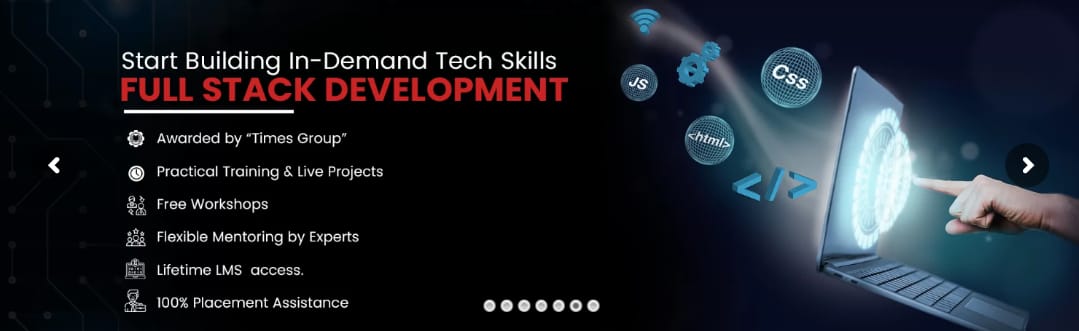 Start Building In-Demand Tech Skills
FULL STACK DEVELOPMENT
Awarded by “Times Group”
Practical Training & Live Projects
Free Workshops
Flexible Mentoring by Experts
Lifetime LMS access.
100% Placement Assistance
JS
Css
<html>
</>